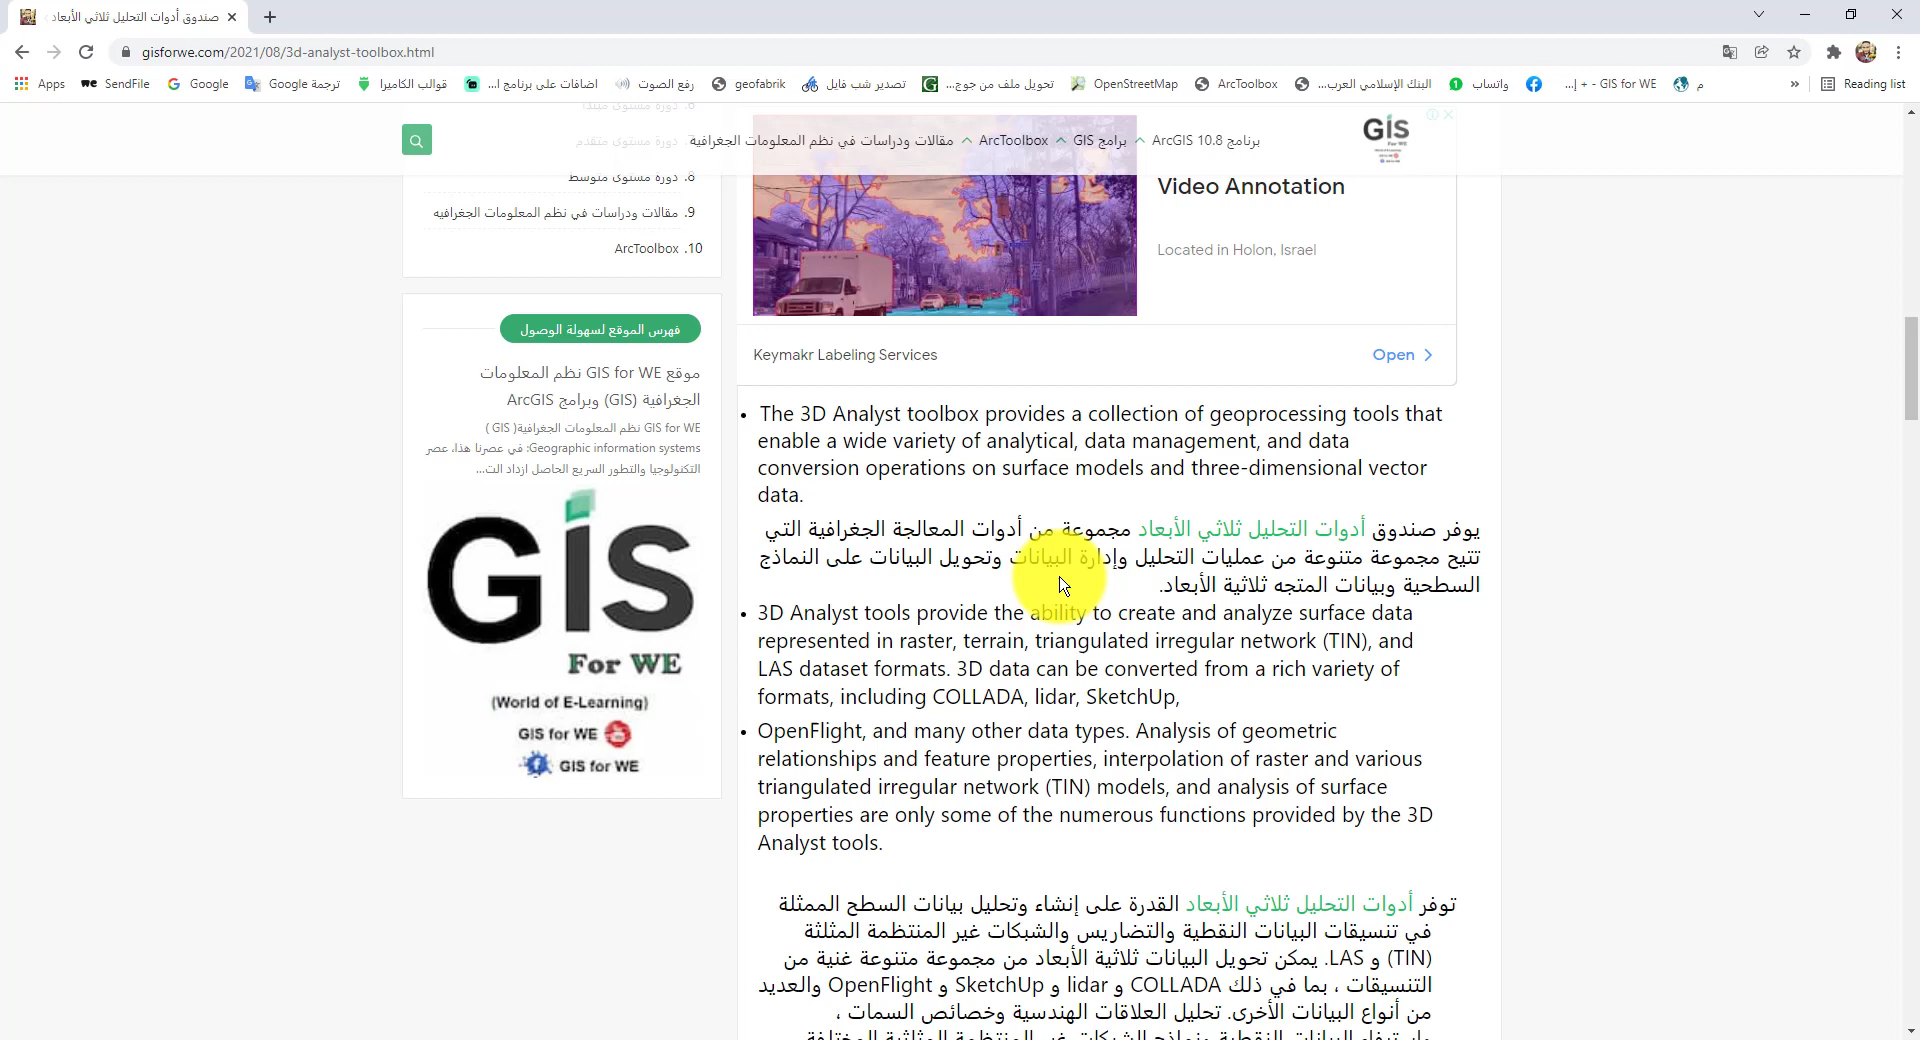 صندوق أدوات التحليل ثلاثي الأبعاد
gisforwe.com/2021/08/3d-analyst-toolbox.html
Apps
SendFile
Google
ترجمة Google
قوالب الكاميرا
اضافات على برنامج ا...
رفع الصوت
geofabrik
تصدير شب فايل
تحويل ملف من جوج...
OpenStreetMap
ArcToolbox
البنك الإسلامي العرب...
واتساب
GIS for WE - + |...
م
»
Reading list
6. دورة مستوى مبتدأ
7. دورة مستوى متقدم
برنامج ArcGIS 10.8
برامج GIS
ArcToolbox
مقالات ودراسات في نظم المعلومات الجغرافية
GIS
For WE
8. دورة مستوى متوسط
9. مقالات ودراسات في نظم المعلومات الجغرافيه
10. ArcToolbox
Video Annotation
Located in Holon, Israel
Keymakr Labeling Services
Open
فهرس الموقع لسهولة الوصول
موقع GIS for WE نظم المعلومات
الجغرافية (GIS) وبرامج ArcGIS
GIS for WE نظم المعلومات الجغرافية( GIS )
Geographic information systems: في عصرنا هذا، عصر
التكنولوجيا والتطور السريع الحاصل ازداد الت...
GIS
For WE
(World of E-Learning)
GIS for WE
GIS for WE
• The 3D Analyst toolbox provides a collection of geoprocessing tools that
enable a wide variety of analytical, data management, and data
conversion operations on surface models and three-dimensional vector
data.
يوفر صندوق أدوات التحليل ثلاثي الأبعاد مجموعة من أدوات المعالجة الجغرافية التي
تتيح مجموعة متنوعة من عمليات التحليل وإدارة البيانات وتحويل البيانات على النماذج
السطحية وبيانات المتجه ثلاثية الأبعاد.
• 3D Analyst tools provide the ability to create and analyze surface data
represented in raster, terrain, triangulated irregular network (TIN), and
LAS dataset formats. 3D data can be converted from a rich variety of
formats, including COLLADA, lidar, SketchUp,
• OpenFlight, and many other data types. Analysis of geometric
relationships and feature properties, interpolation of raster and various
triangulated irregular network (TIN) models, and analysis of surface
properties are only some of the numerous functions provided by the 3D
Analyst tools.
توفر أدوات التحليل ثلاثي الأبعاد القدرة على إنشاء وتحليل بيانات السطح الممثلة
في تنسيقات البيانات النقطية والتضاريس والشبكات غير المنتظمة المثلثة
(TIN) و LAS. يمكن تحويل البيانات ثلاثية الأبعاد من مجموعة متنوعة غنية من
التنسيقات ، بما في ذلك COLLADA و lidar و SketchUp و OpenFlight والعديد
من أنواع البيانات الأخرى. تحليل العلاقات الهندسية وخصائص السمات ،